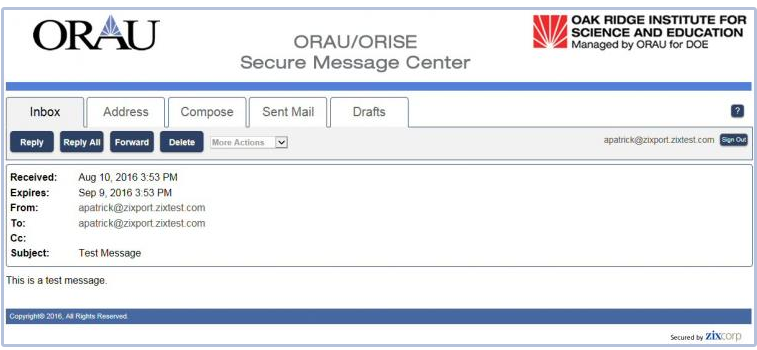 ORAU
ORAU/ORISE
Secure Message Center
OAK RIDGE INSTITUTE FOR
SCIENCE AND EDUCATION
Managed by ORAU for DOE
Inbox Address Compose Sent Mail Drafts ?
Reply Reply All Forward Delete More Actions apatrick@zixport.zixtest.com Sign Out
Received: Aug 10, 2016 3:53 PM
Expires: Sep 9, 2016 3:53 PM
From: apatrick@zixport.zixtest.com
To: apatrick@zixport.zixtest.com
Cc:
Subject: Test Message
This is a test message.
Copyright© 2016, All Rights Reserved.
Secured by zixcorp